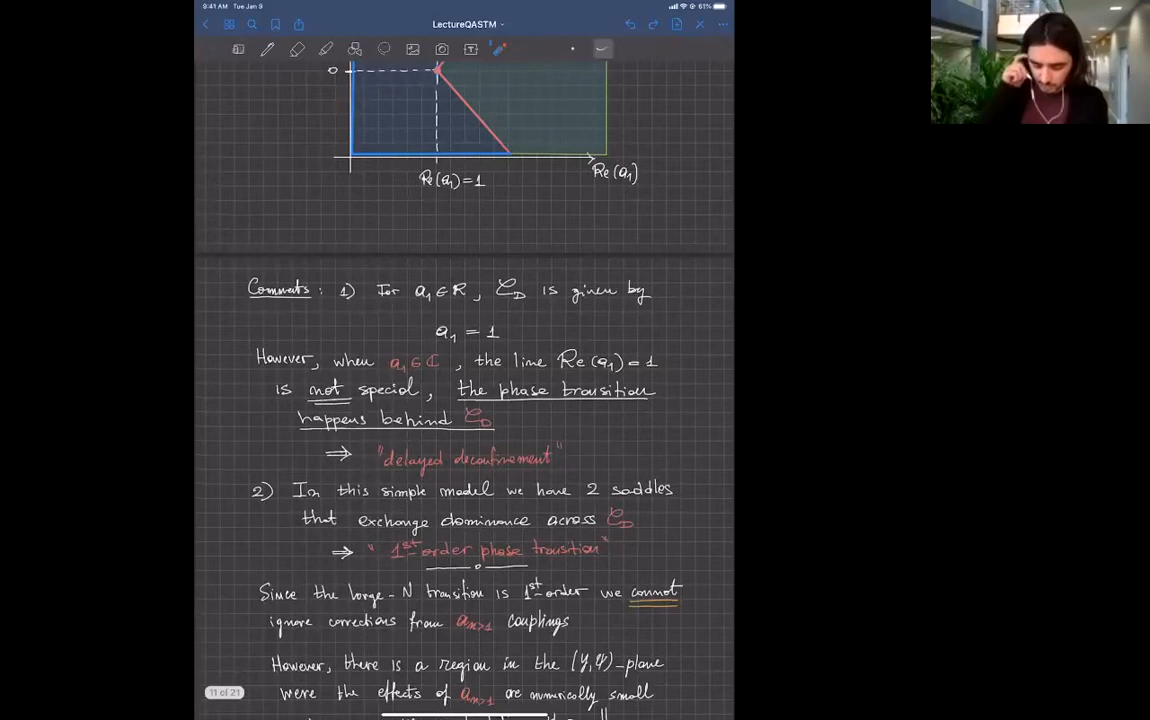 9:41 AM Tue Jan 9
61%
LectureQASTM
0
Re(a₁)
Re(a₁) = 1
Comments : 1) For a₁ ∈ R, 𝒞_D is given by
a₁ = 1
However, when a₁ ∈ ℂ, the line Re(a₁) = 1
is not special, the phase transition
happens behind 𝒞_D
⇒ "delayed deconfinement"
2) In this simple model we have 2 saddles
that exchange dominance across 𝒞_D
⇒ "1st-order phase transition"
Since the large-N transition is 1st-order we cannot
ignore corrections from aₙ>₁ couplings
However, there is a region in the (Y,Ψ)-plane
11 of 21
were the effects of aₙ>₁ are numerically small